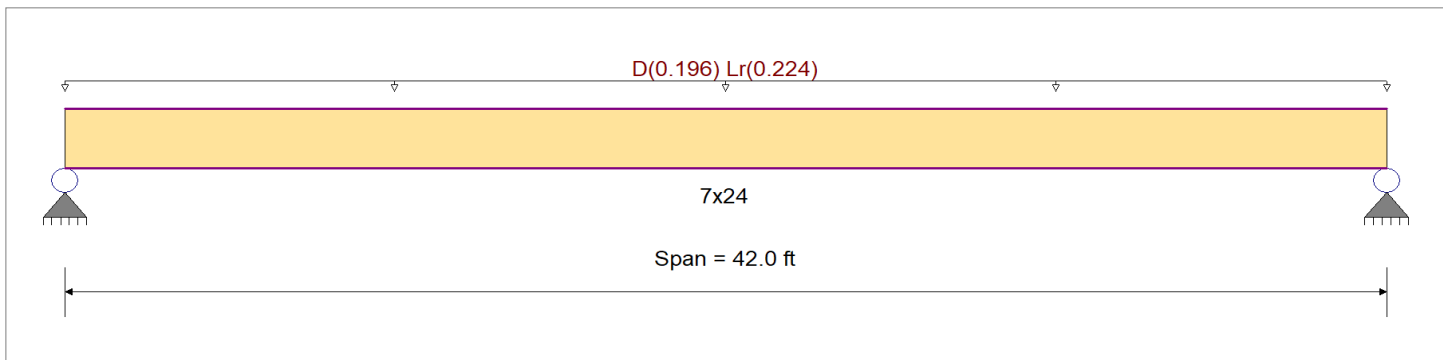 D(0.196) Lr(0.224)
7x24
Span = 42.0 ft